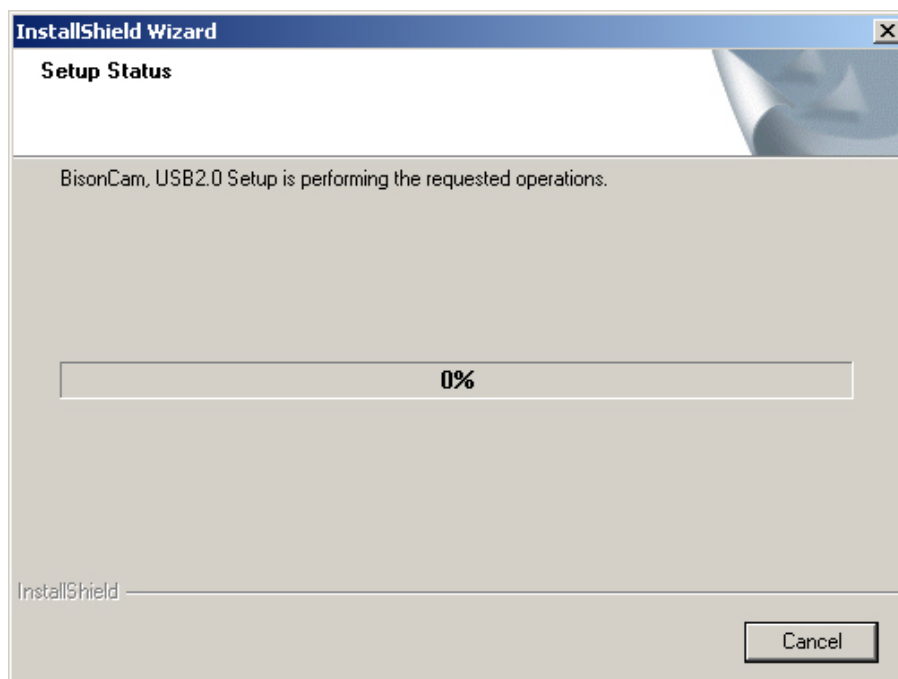 InstallShield Wizard
Setup Status
BisonCam, USB2.0 Setup is performing the requested operations.
0%
InstallShield
Cancel